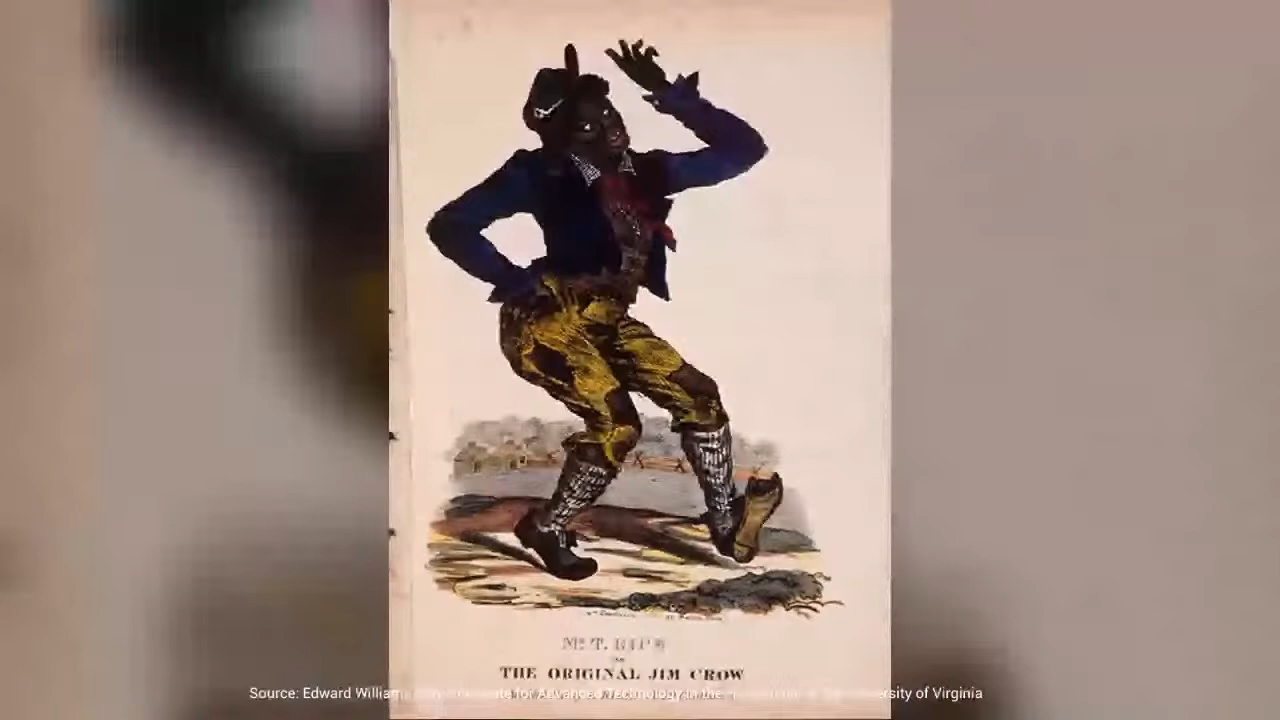 Mr. T. RICE
THE ORIGINAL JIM CROW
Source: Edward William for Advanced Technology in the University of Virginia